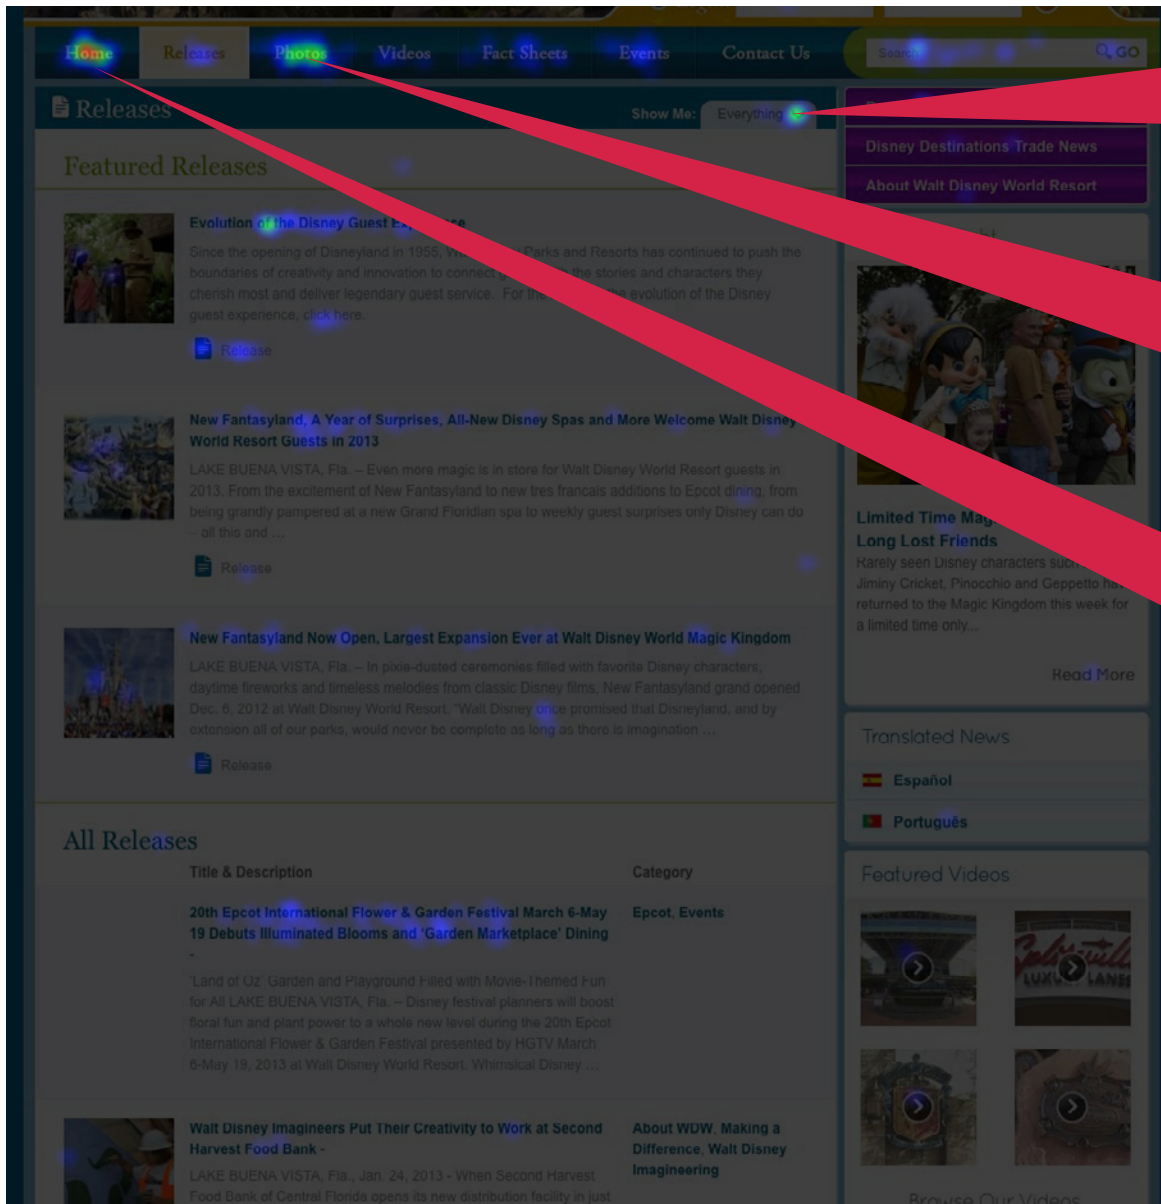 Home Releases Photos Videos Fact Sheets Events Contact Us
Search GO
Releases
Show Me: Everything
Disney Destinations Trade News
About Walt Disney World Resort
Featured Releases
Evolution of the Disney Guest Experience
Since the opening of Disneyland in 1955, Parks and Resorts has continued to push the
boundaries of creativity and innovation to connect the stories and characters they
cherish most and deliver legendary guest service. For the evolution of the Disney
guest experience, click here.
Release
New Fantasyland, A Year of Surprises, All-New Disney Spas and More Welcome Walt Disney
World Resort Guests in 2013
LAKE BUENA VISTA, Fla. – Even more magic is in store for Walt Disney World Resort guests in
2013. From the excitement of New Fantasyland to new tres francais additions to Epcot dining, from
being grandly pampered at a new Grand Floridian spa to weekly guest surprises only Disney can do
– all this and ...
Release
New Fantasyland Now Open, Largest Expansion Ever at Walt Disney World Magic Kingdom
LAKE BUENA VISTA, Fla. – In pixie-dusted ceremonies filled with favorite Disney characters,
daytime fireworks and timeless melodies from classic Disney films, New Fantasyland grand opened
Dec. 6, 2012 at Walt Disney World Resort. "Walt Disney once promised that Disneyland, and by
extension all of our parks, would never be complete as long as there is imagination ...
Release
Limited Time
Long Lost Friends
Rarely seen Disney characters such
Jiminy Cricket, Pinocchio and Geppetto have
returned to the Magic Kingdom this week for
a limited time only...
Read More
Translated News
Español
Português
Featured Videos
Splitsville
LUXURY LANES
Browse Our Videos
All Releases
Title & Description Category
20th Epcot International Flower & Garden Festival March 6-May
19 Debuts Illuminated Blooms and 'Garden Marketplace' Dining
-
Epcot, Events
'Land of Oz' Garden and Playground Filled with Movie-Themed Fun
for All LAKE BUENA VISTA, Fla. – Disney festival planners will boost
floral fun and plant power to a whole new level during the 20th Epcot
International Flower & Garden Festival presented by HGTV March
6-May 19, 2013 at Walt Disney World Resort. Whimsical Disney ...
Walt Disney Imagineers Put Their Creativity to Work at Second
Harvest Food Bank -
About WDW, Making a
Difference, Walt Disney
Imagineering
LAKE BUENA VISTA, Fla., Jan. 24, 2013 - When Second Harvest
Food Bank of Central Florida opens its new distribution facility in just